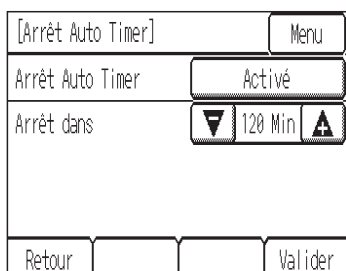 [Arrêt Auto Timer] Menu
Arrêt Auto Timer Activé
Arrêt dans 120 Min
Retour Valider